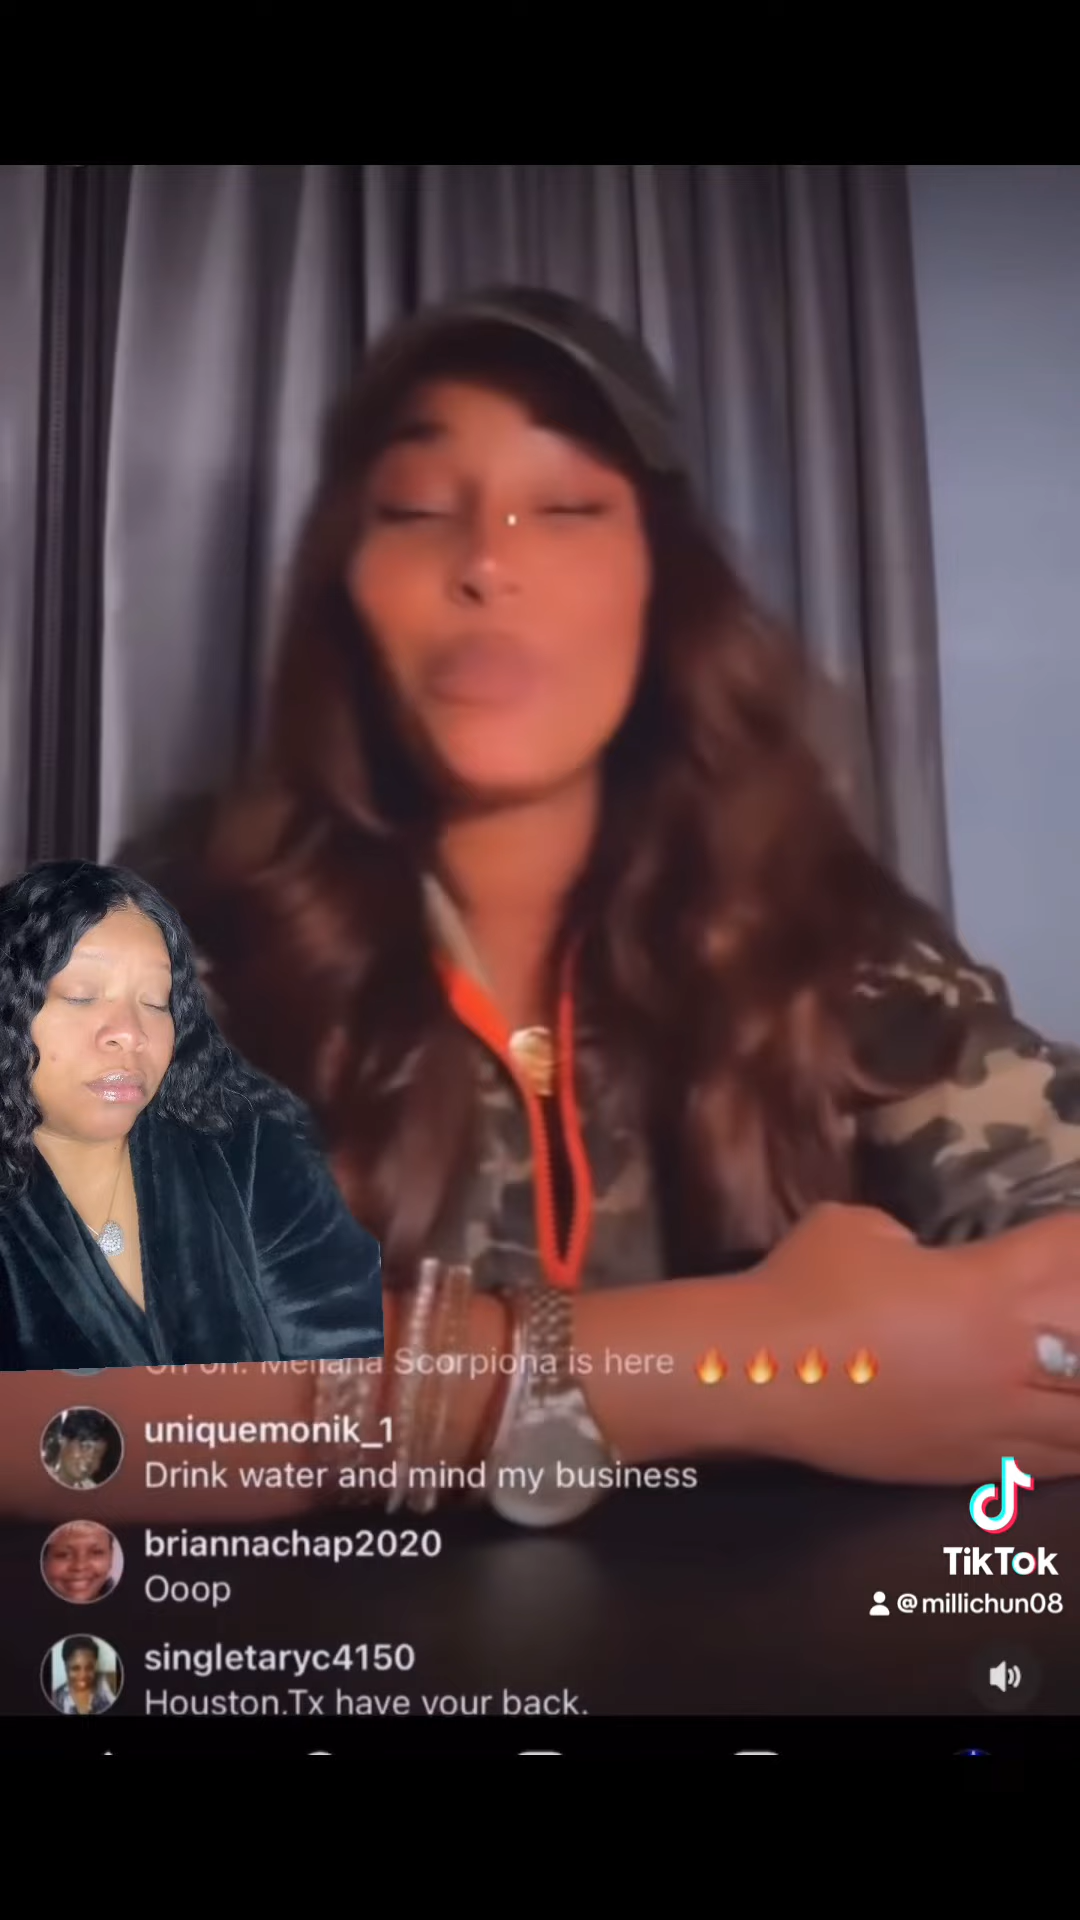 Scorpiona is here 🔥🔥🔥🔥
uniquemonik_1
Drink water and mind my business
briannachap2020
Ooop
singletaryc4150
Houston,Tx have your back.
TikTok
@millichun08